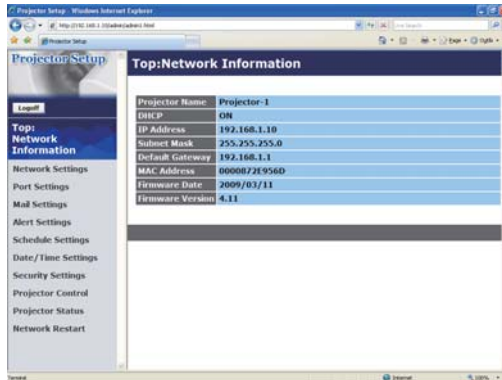 Projector Setup - Windows Internet Explorer
Projector Setup
Projector Setup
Logoff
Top:
Network
Information
Network Settings
Port Settings
Mail Settings
Alert Settings
Schedule Settings
Date/Time Settings
Security Settings
Projector Control
Projector Status
Network Restart
Top:Network Information
Projector Name Projector-1
DHCP ON
IP Address 192.168.1.10
Subnet Mask 255.255.255.0
Default Gateway 192.168.1.1
MAC Address 0000872E956D
Firmware Date 2009/03/11
Firmware Version 4.11
Internet
100%